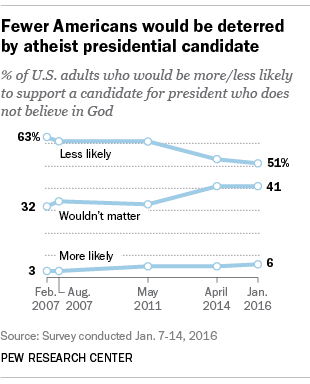 Fewer Americans would be deterred
by atheist presidential candidate
% of U.S. adults who would be more/less likely
to support a candidate for president who does
not believe in God
63%
Less likely
51%
41
32
Wouldn't matter
More likely
3
6
Feb. 2007
Aug. 2007
May 2011
April 2014
Jan. 2016
Source: Survey conducted Jan. 7-14, 2016
PEW RESEARCH CENTER